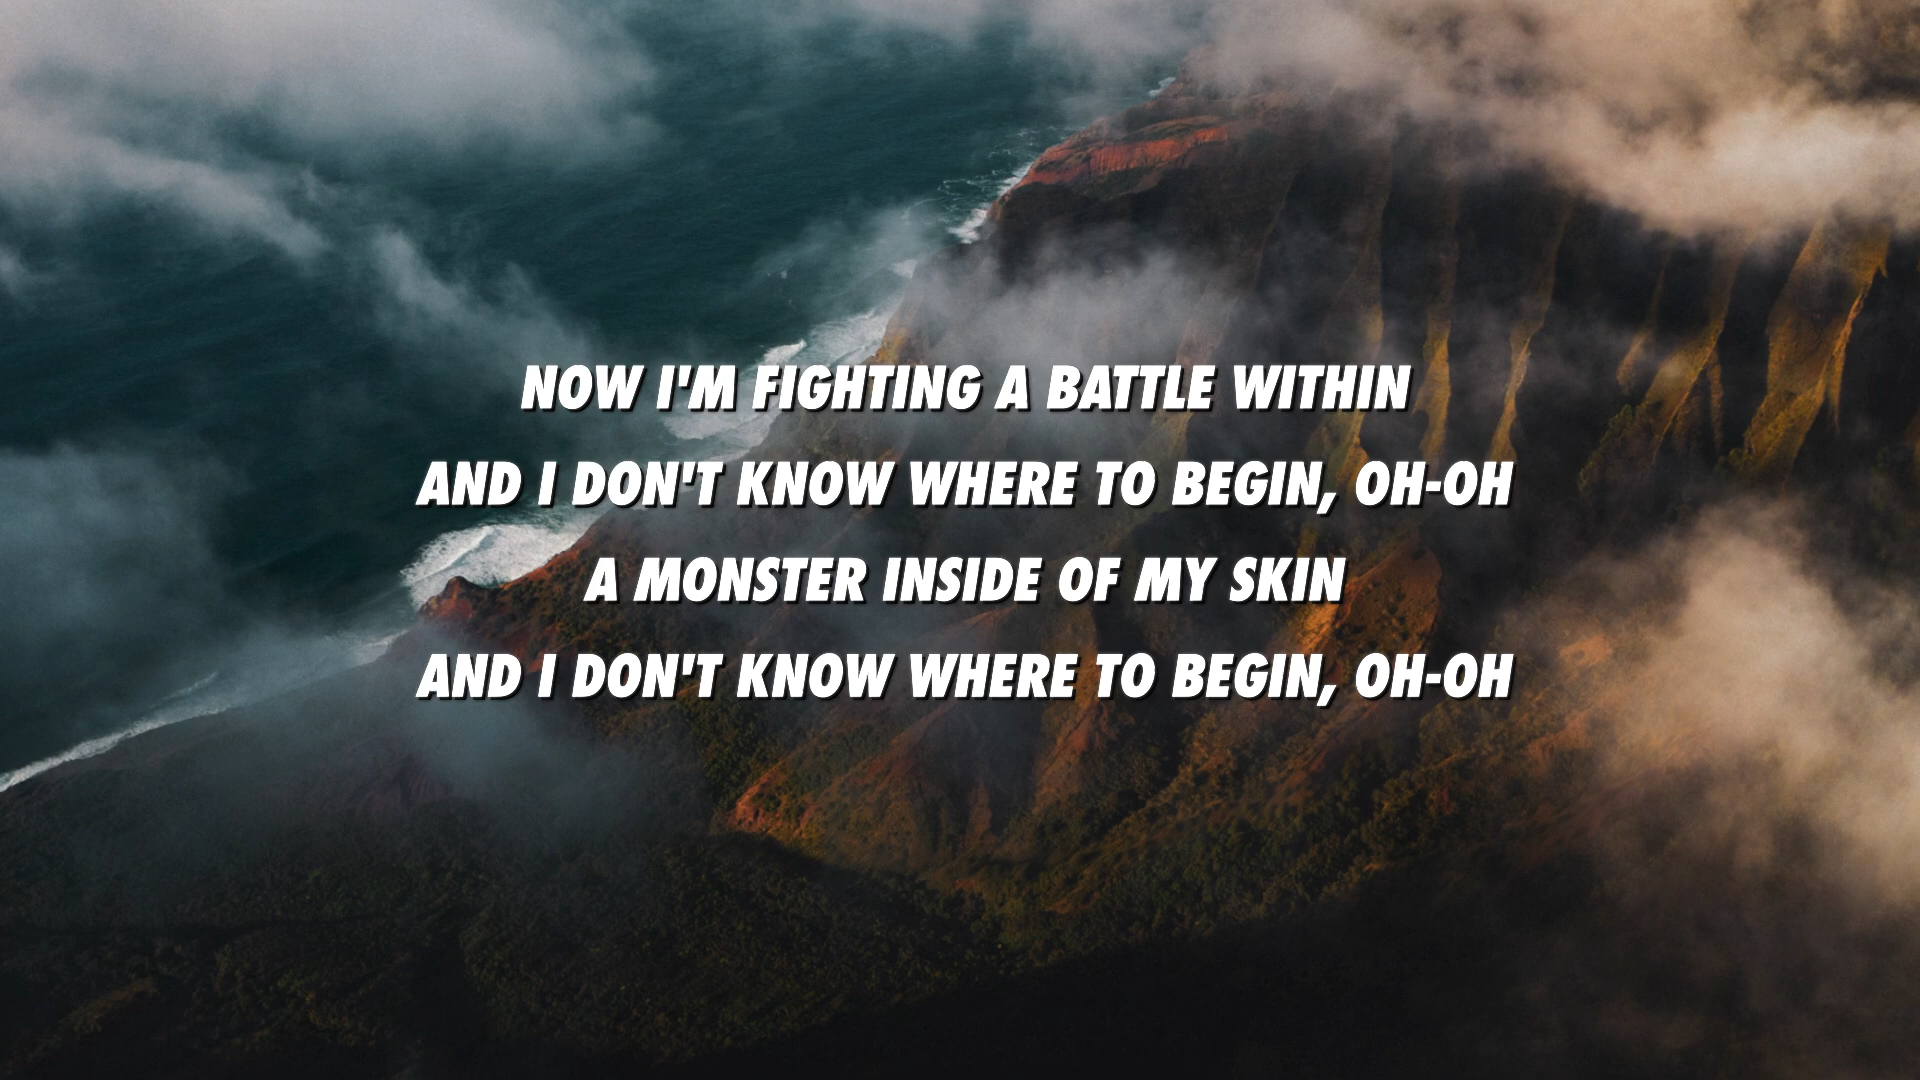 NOW I'M FIGHTING A BATTLE WITHIN
AND I DON'T KNOW WHERE TO BEGIN, OH-OH
A MONSTER INSIDE OF MY SKIN
AND I DON'T KNOW WHERE TO BEGIN, OH-OH